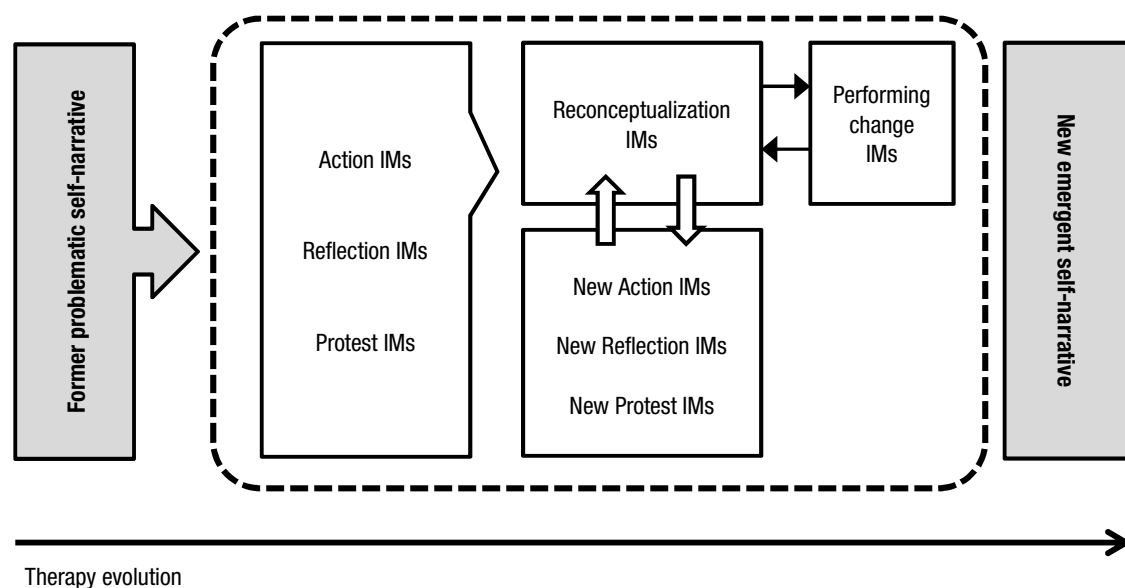 Former problematic self-narrative
Action IMs
Reflection IMs
Protest IMs
Reconceptualization
IMs
Performing
change
IMs
New Action IMs
New Reflection IMs
New Protest IMs
New emergent self-narrative
Therapy evolution